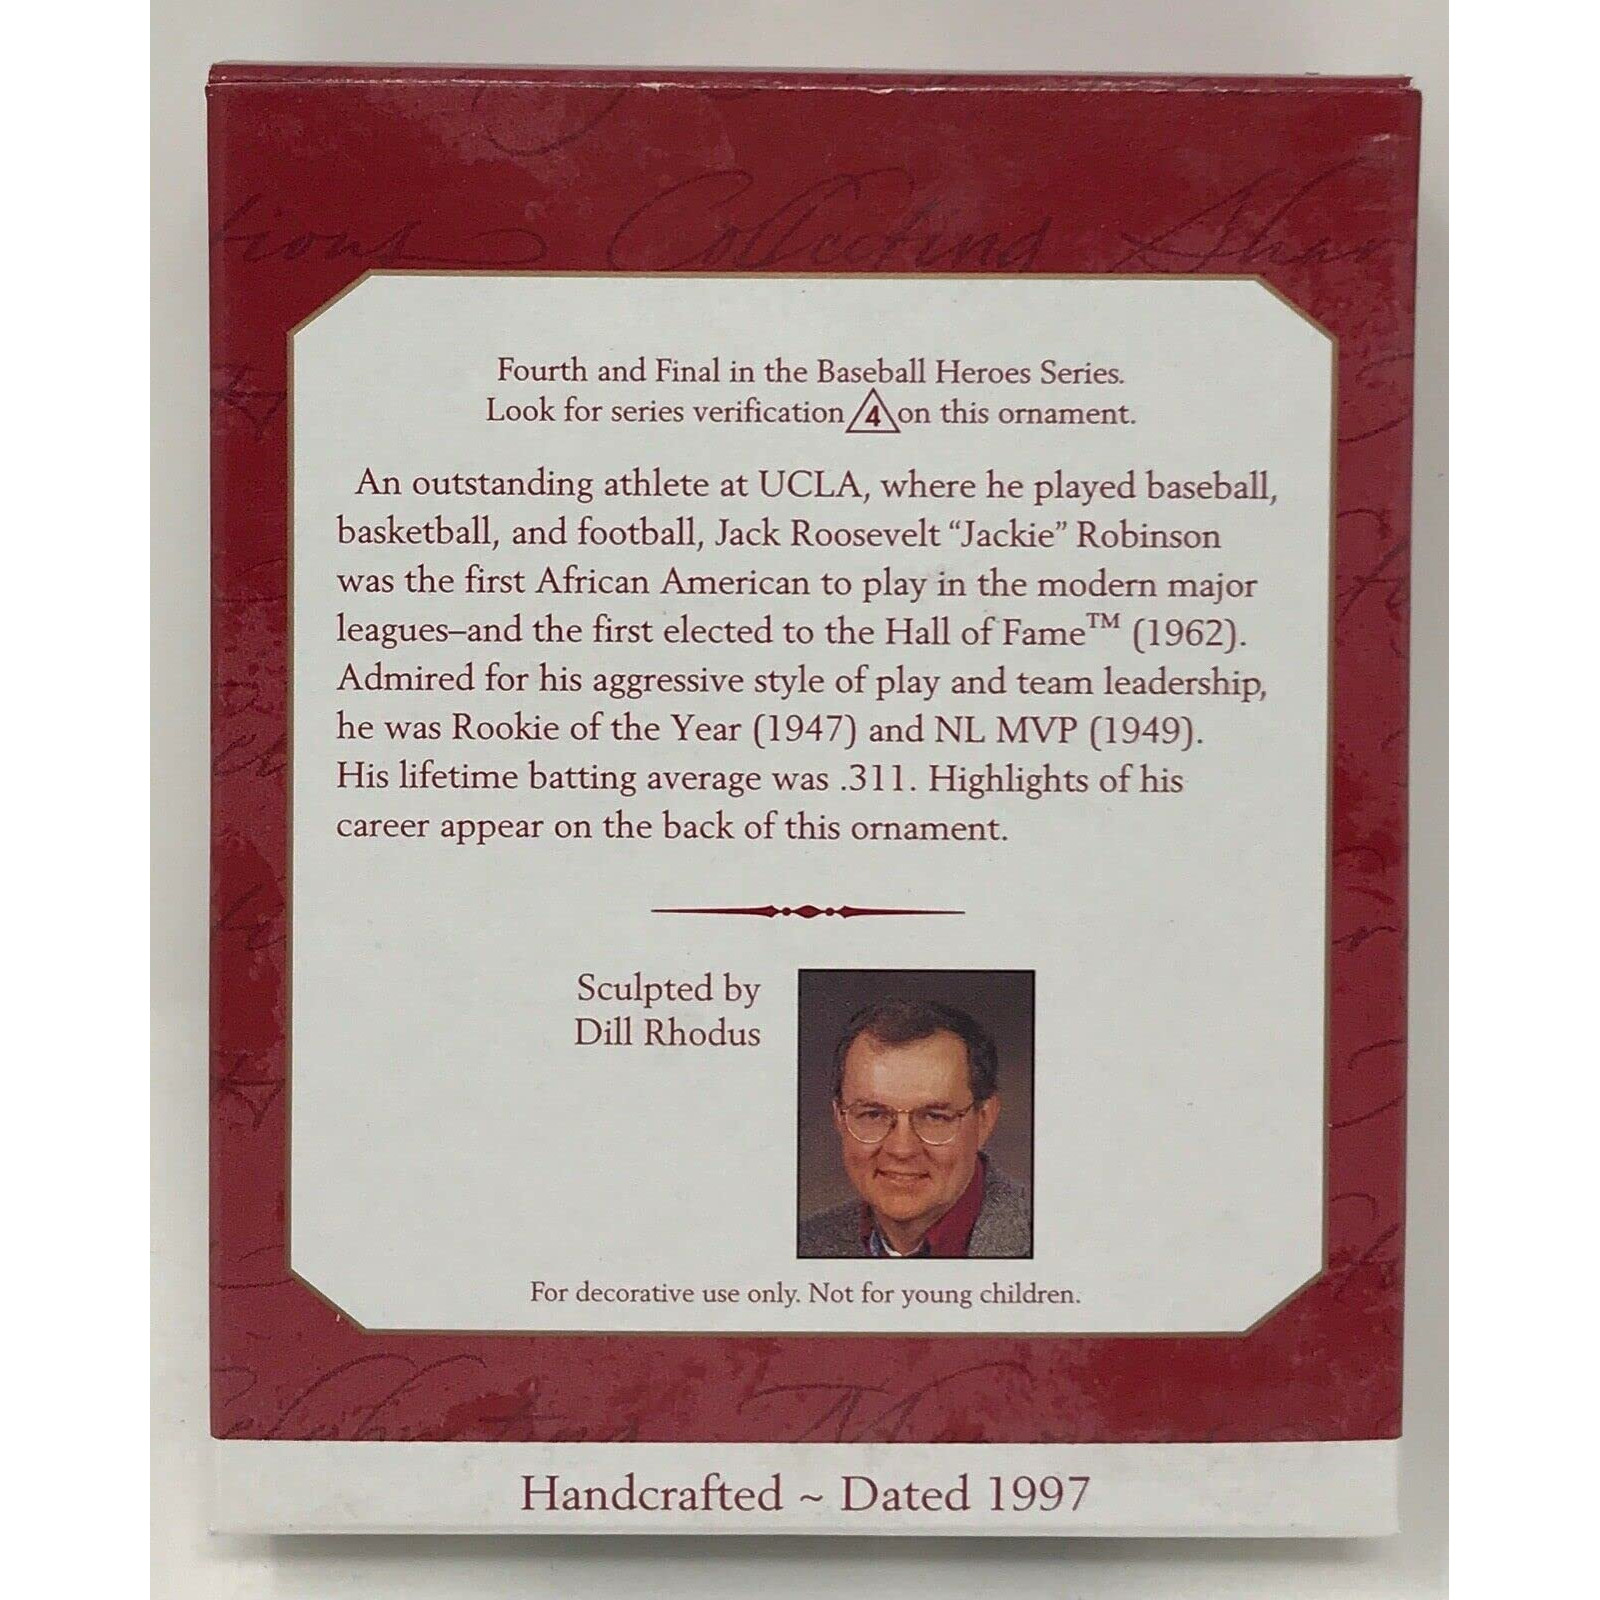 tions Collecting Shar
Fourth and Final in the Baseball Heroes Series.
Look for series verification 4 on this ornament.
An outstanding athlete at UCLA, where he played baseball,
basketball, and football, Jack Roosevelt “Jackie” Robinson
was the first African American to play in the modern major
leagues–and the first elected to the Hall of Fame™ (1962).
Admired for his aggressive style of play and team leadership,
he was Rookie of the Year (1947) and NL MVP (1949).
His lifetime batting average was .311. Highlights of his
career appear on the back of this ornament.
Sculpted by
Dill Rhodus
For decorative use only. Not for young children.
Handcrafted ~ Dated 1997